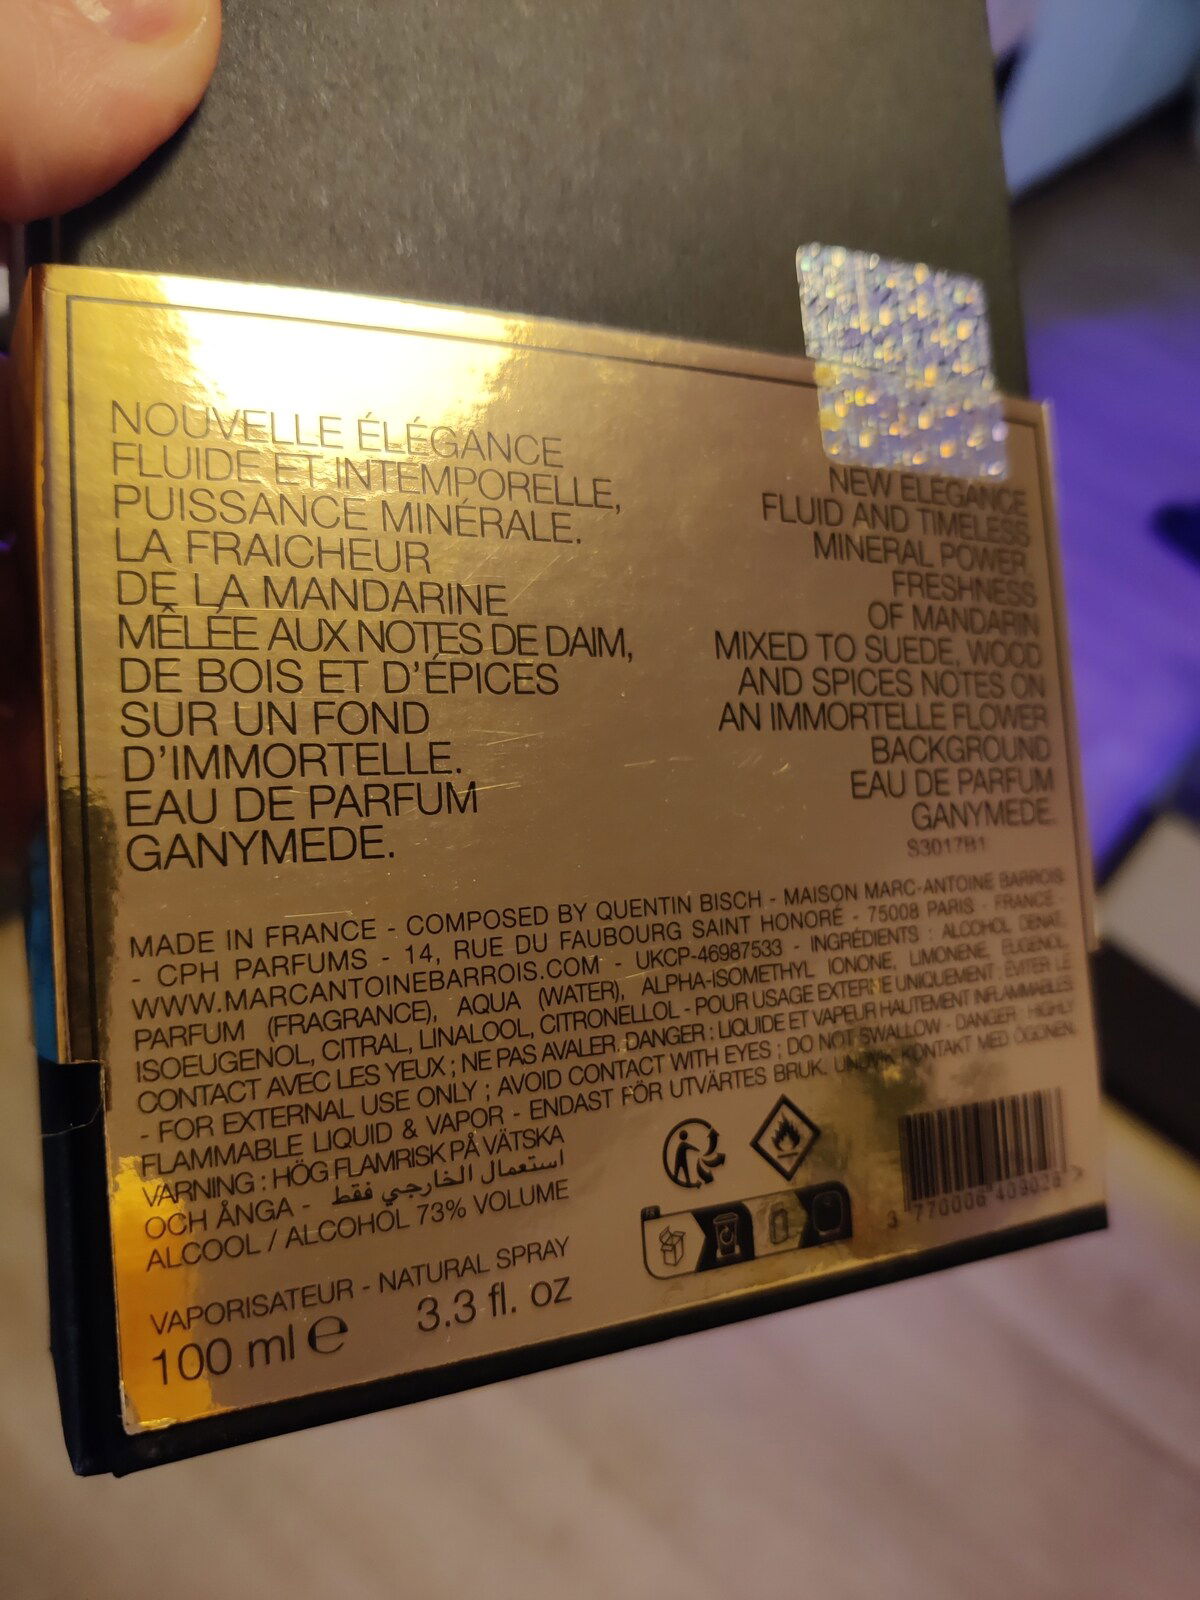 NOUVELLE ÉLÉGANCE
FLUIDE ET INTEMPORELLE,
PUISSANCE MINÉRALE.
LA FRAICHEUR
DE LA MANDARINE
MÊLÉE AUX NOTES DE DAIM,
DE BOIS ET D'ÉPICES
SUR UN FOND
D'IMMORTELLE.
EAU DE PARFUM
GANYMEDE.
NEW ELEGANCE
FLUID AND TIMELESS
MINERAL POWER,
FRESHNESS
OF MANDARIN
MIXED TO SUEDE, WOOD
AND SPICES NOTES ON
AN IMMORTELLE FLOWER
BACKGROUND
EAU DE PARFUM
GANYMEDE.
S3017B1
MADE IN FRANCE - COMPOSED BY QUENTIN BISCH - MAISON MARC-ANTOINE BARROIS
- CPH PARFUMS - 14, RUE DU FAUBOURG SAINT HONORÉ - 75008 PARIS - FRANCE -
WWW.MARCANTOINEBARROIS.COM - UKCP-46987533 - INGRÉDIENTS : ALCOHOL DENAT.,
PARFUM (FRAGRANCE), AQUA (WATER), ALPHA-ISOMETHYL IONONE, LIMONENE, EUGENOL,
ISOEUGENOL, CITRAL, LINALOOL, CITRONELLOL - POUR USAGE EXTERNE UNIQUEMENT : ÉVITER LE
CONTACT AVEC LES YEUX ; NE PAS AVALER. DANGER : LIQUIDE ET VAPEUR HAUTEMENT INFLAMMABLES
- FOR EXTERNAL USE ONLY ; AVOID CONTACT WITH EYES ; DO NOT SWALLOW - DANGER : HIGHLY
FLAMMABLE LIQUID & VAPOR - ENDAST FÖR UTVÄRTES BRUK, UNDVIK KONTAKT MED ÖGONEN.
VARNING : HÖG FLAMRISK PÅ VÄTSKA
OCH ÅNGA - استعمال الخارجي فقط
ALCOOL / ALCOHOL 73% VOLUME
VAPORISATEUR - NATURAL SPRAY
100 ml e 3.3 fl. oz
FR
3 770006 409028 >